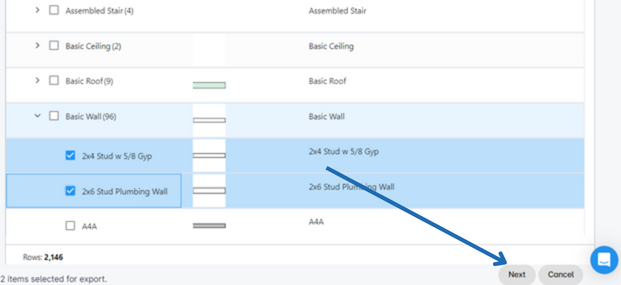 Assembled Stair (4) Assembled Stair
Basic Ceiling (2) Basic Ceiling
Basic Roof (9) Basic Roof
Basic Wall (96) Basic Wall
2x4 Stud w 5/8 Gyp 2x4 Stud w 5/8 Gyp
2x6 Stud Plumbing Wall 2x6 Stud Plumbing Wall
A4A A4A
Rows: 2,146
2 items selected for export. Next Cancel